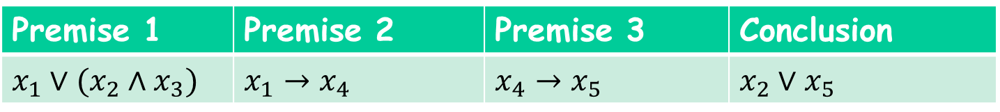 Premise 1 Premise 2 Premise 3 Conclusion
x₁ ∨ (x₂ ∧ x₃) x₁ → x₄ x₄ → x₅ x₂ ∨ x₅